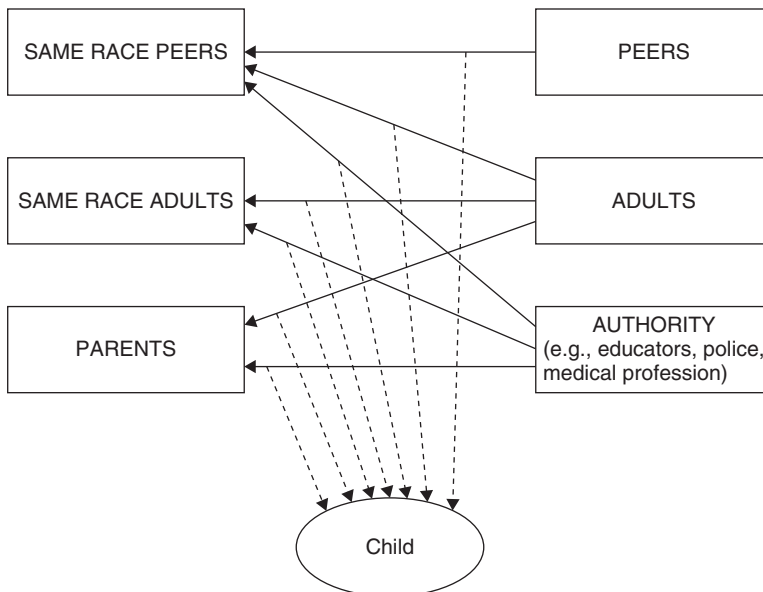 SAME RACE PEERS
PEERS
SAME RACE ADULTS
ADULTS
PARENTS
AUTHORITY
(e.g., educators, police,
medical profession)
Child